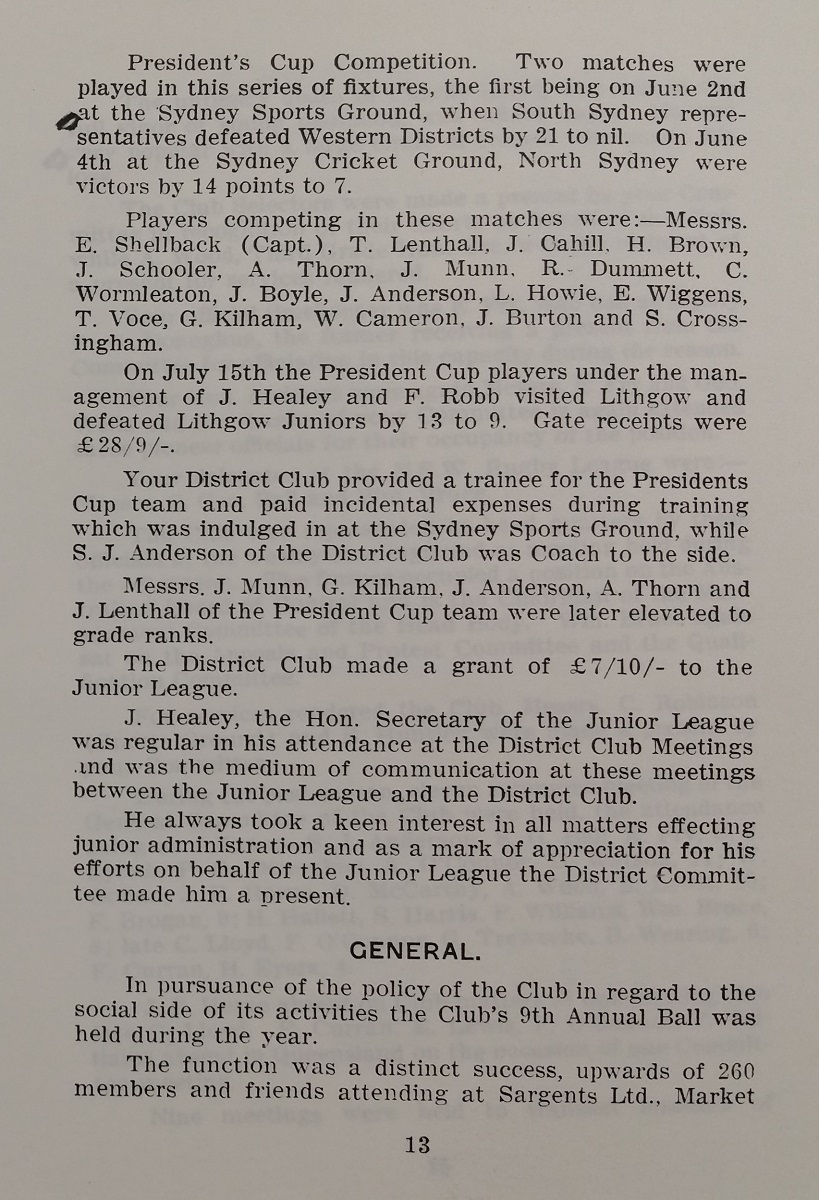 President's Cup Competition. Two matches were
played in this series of fixtures, the first being on June 2nd
at the Sydney Sports Ground, when South Sydney repre-
sentatives defeated Western Districts by 21 to nil. On June
4th at the Sydney Cricket Ground, North Sydney were
victors by 14 points to 7.
Players competing in these matches were:—Messrs.
E. Shellback (Capt.), T. Lenthall, J. Cahill, H. Brown,
J. Schooler, A. Thorn, J. Munn, R. Dummett, C.
Wormleaton, J. Boyle, J. Anderson, L. Howie, E. Wiggens,
T. Voce, G. Kilham, W. Cameron, J. Burton and S. Cross-
ingham.
On July 15th the President Cup players under the man-
agement of J. Healey and F. Robb visited Lithgow and
defeated Lithgow Juniors by 13 to 9. Gate receipts were
£28/9/-.
Your District Club provided a trainee for the Presidents
Cup team and paid incidental expenses during training
which was indulged in at the Sydney Sports Ground, while
S. J. Anderson of the District Club was Coach to the side.
Messrs. J. Munn, G. Kilham, J. Anderson, A. Thorn and
J. Lenthall of the President Cup team were later elevated to
grade ranks.
The District Club made a grant of £7/10/- to the
Junior League.
J. Healey, the Hon. Secretary of the Junior League
was regular in his attendance at the District Club Meetings
and was the medium of communication at these meetings
between the Junior League and the District Club.
He always took a keen interest in all matters effecting
junior administration and as a mark of appreciation for his
efforts on behalf of the Junior League the District Commit-
tee made him a present.
GENERAL.
In pursuance of the policy of the Club in regard to the
social side of its activities the Club's 9th Annual Ball was
held during the year.
The function was a distinct success, upwards of 260
members and friends attending at Sargents Ltd., Market
13